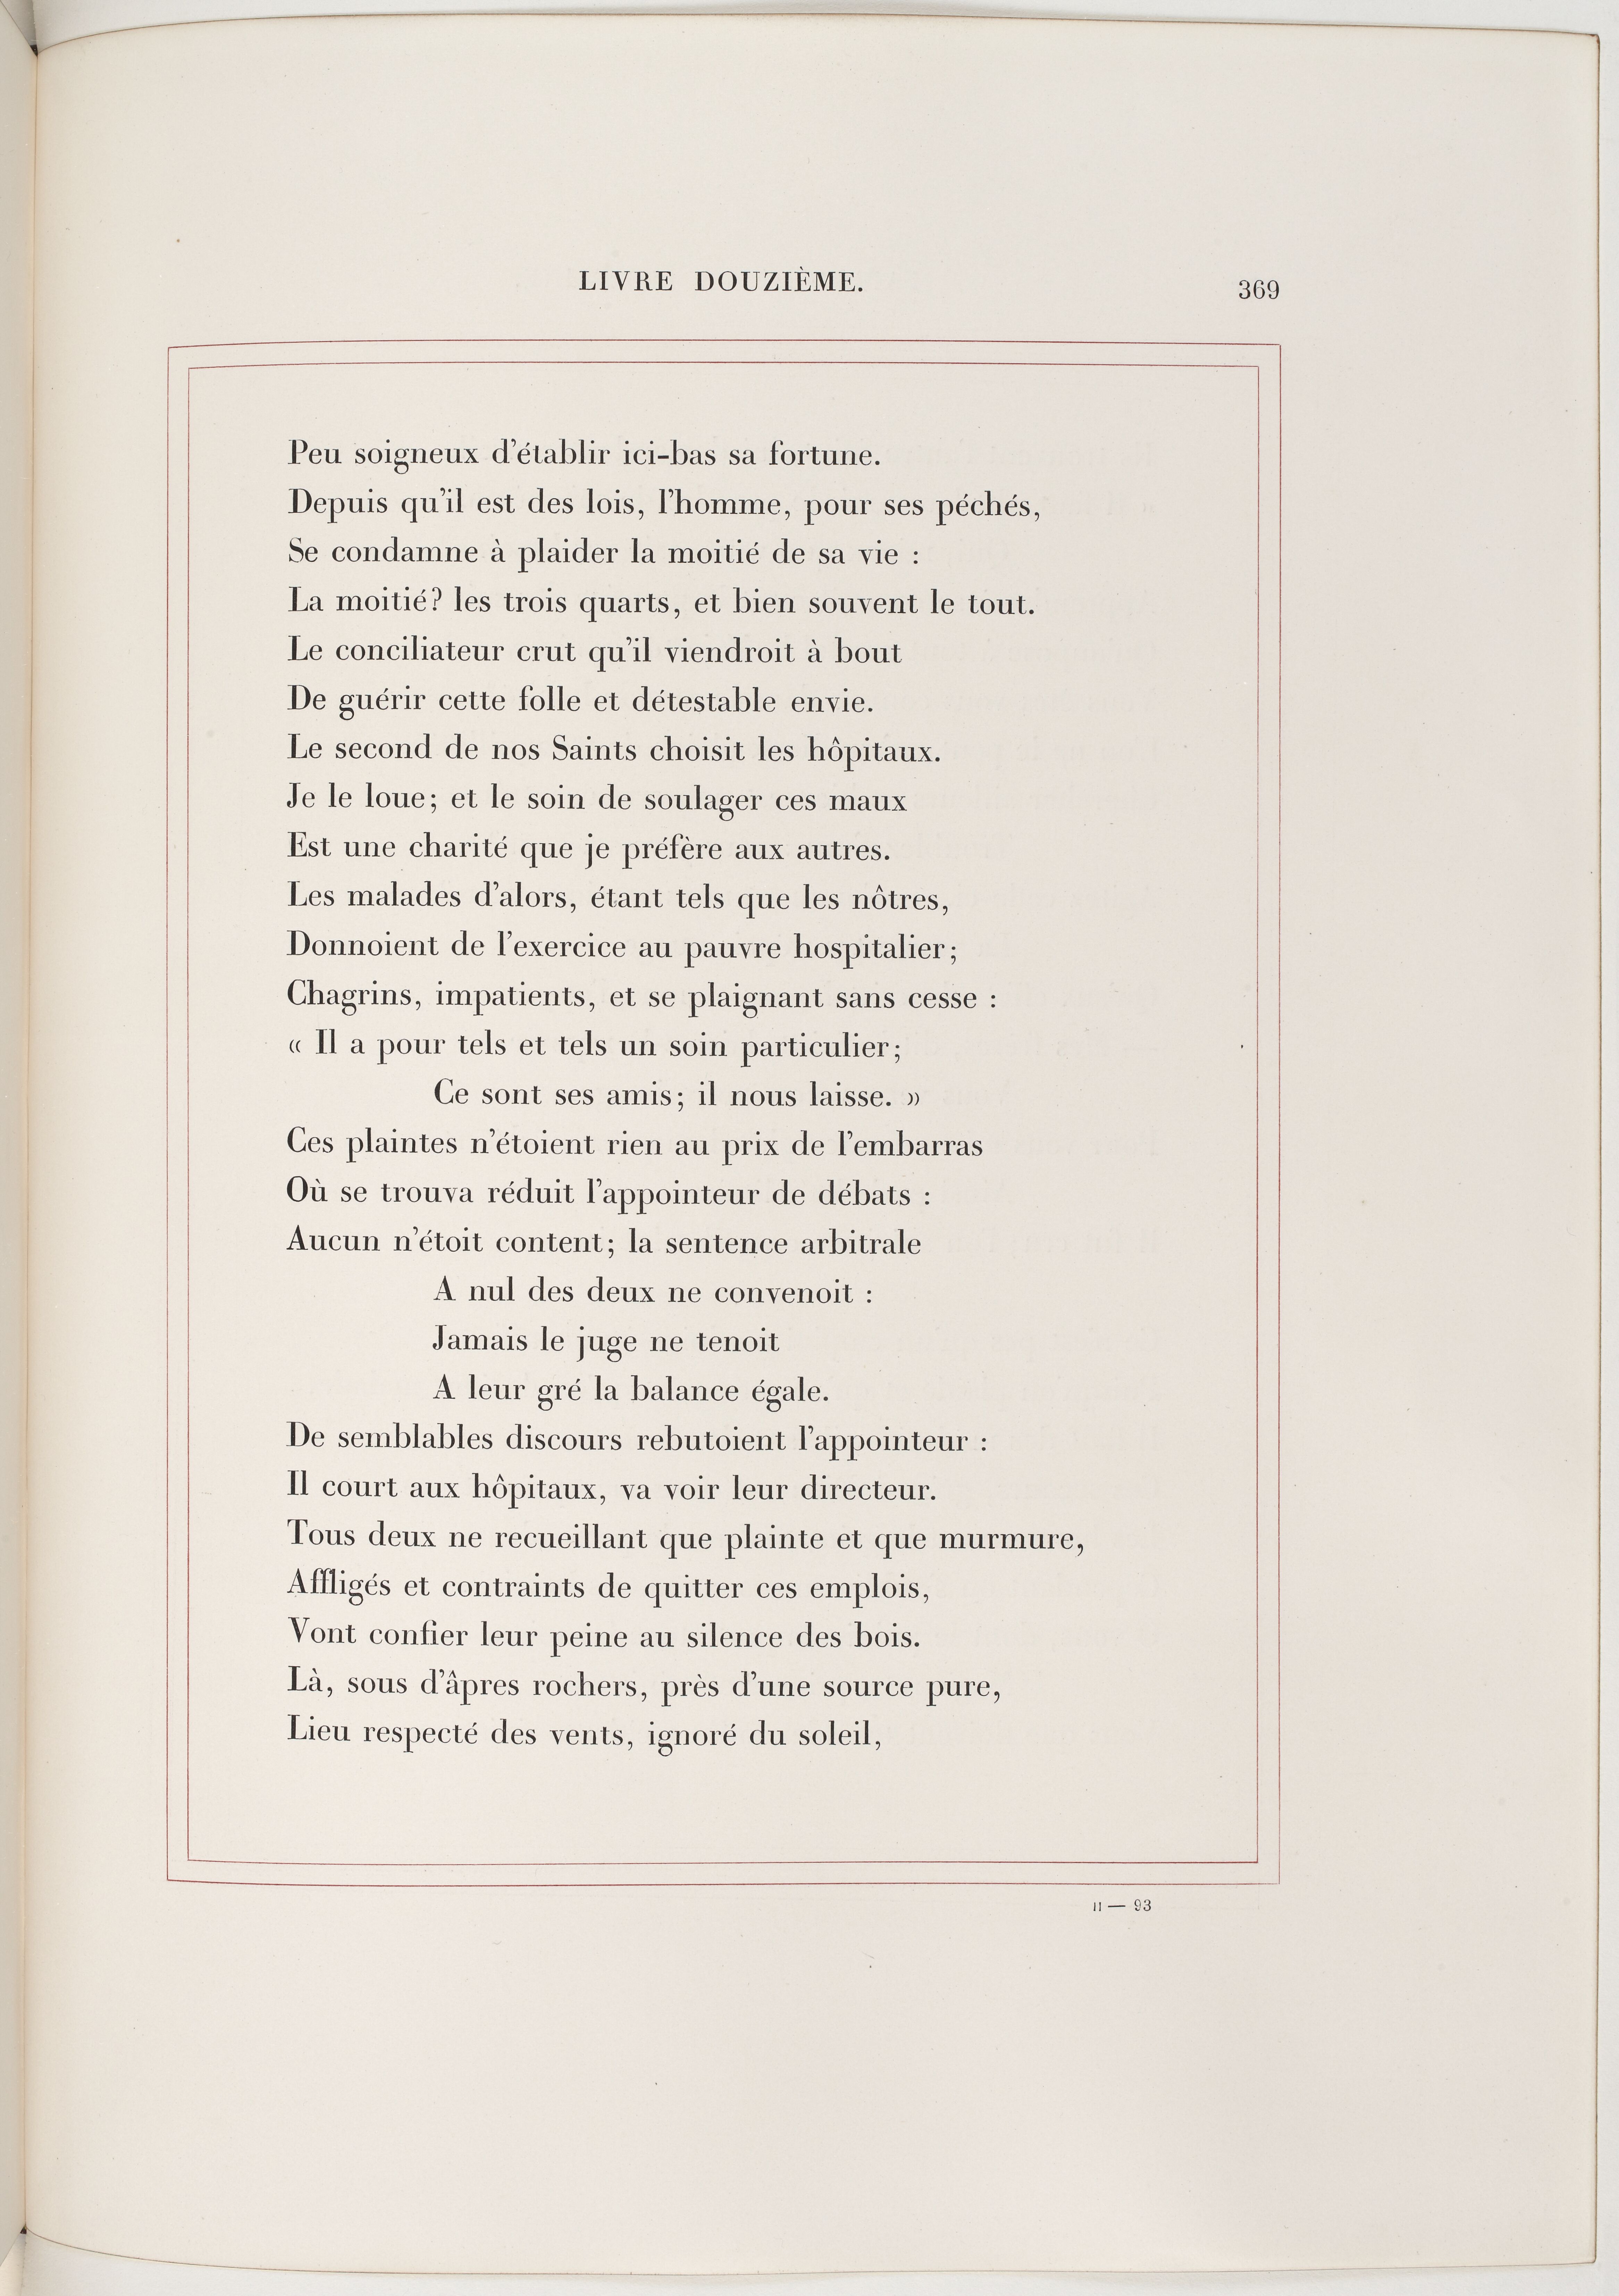 LIVRE DOUZIÈME.
369
Peu soigneux d'établir ici-bas sa fortune.
Depuis qu'il est des lois, l'homme, pour ses péchés,
Se condamne à plaider la moitié de sa vie :
La moitié? les trois quarts, et bien souvent le tout.
Le conciliateur crut qu'il viendroit à bout
De guérir cette folle et détestable envie.
Le second de nos Saints choisit les hôpitaux.
Je le loue; et le soin de soulager ces maux
Est une charité que je préfère aux autres.
Les malades d'alors, étant tels que les nôtres,
Donnoient de l'exercice au pauvre hospitalier;
Chagrins, impatients, et se plaignant sans cesse :
« Il a pour tels et tels un soin particulier;
Ce sont ses amis; il nous laisse. »
Ces plaintes n'étoient rien au prix de l'embarras
Où se trouva réduit l'appointeur de débats :
Aucun n'étoit content; la sentence arbitrale
A nul des deux ne convenoit :
Jamais le juge ne tenoit
A leur gré la balance égale.
De semblables discours rebutoient l'appointeur :
Il court aux hôpitaux, va voir leur directeur.
Tous deux ne recueillant que plainte et que murmure,
Affligés et contraints de quitter ces emplois,
Vont confier leur peine au silence des bois.
Là, sous d'âpres rochers, près d'une source pure,
Lieu respecté des vents, ignoré du soleil,
II — 93